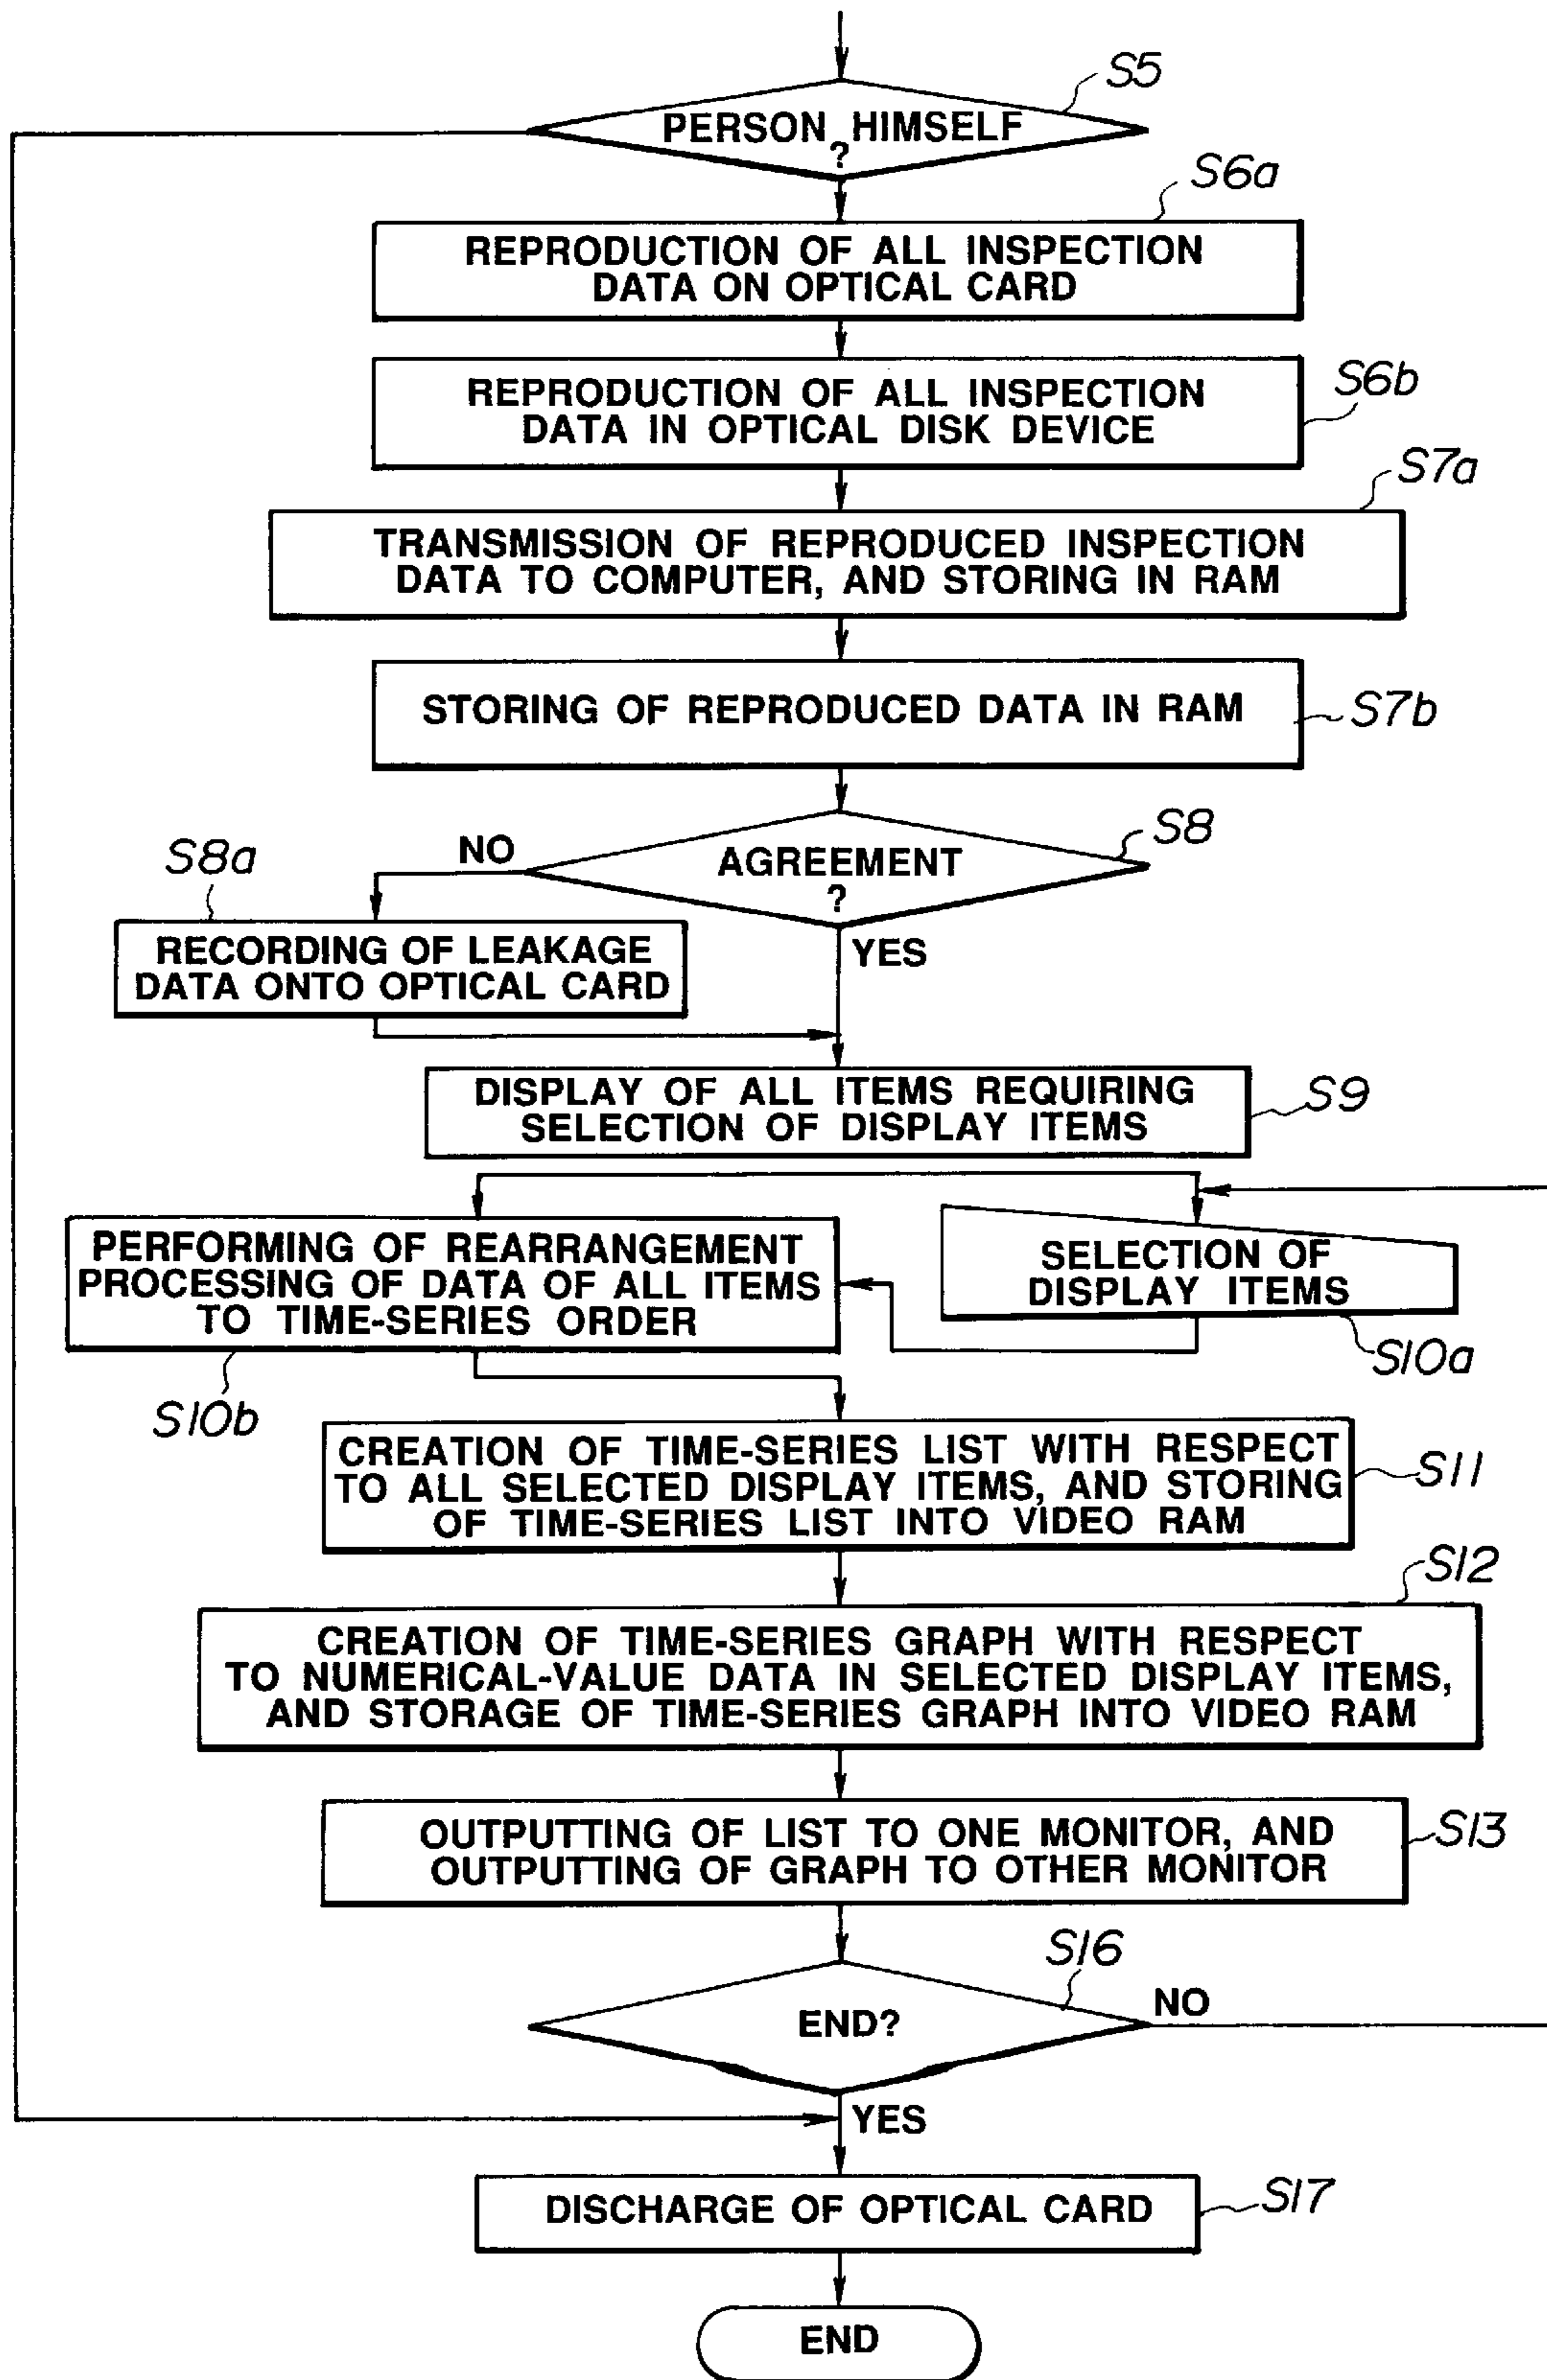 S5
PERSON HIMSELF
?
S6a
REPRODUCTION OF ALL INSPECTION
DATA ON OPTICAL CARD
S6b
REPRODUCTION OF ALL INSPECTION
DATA IN OPTICAL DISK DEVICE
S7a
TRANSMISSION OF REPRODUCED INSPECTION
DATA TO COMPUTER, AND STORING IN RAM
STORING OF REPRODUCED DATA IN RAM
S7b
S8
AGREEMENT
?
NO
YES
S8a
RECORDING OF LEAKAGE
DATA ONTO OPTICAL CARD
DISPLAY OF ALL ITEMS REQUIRING
SELECTION OF DISPLAY ITEMS
S9
PERFORMING OF REARRANGEMENT
PROCESSING OF DATA OF ALL ITEMS
TO TIME-SERIES ORDER
S10b
SELECTION OF
DISPLAY ITEMS
S10a
CREATION OF TIME-SERIES LIST WITH RESPECT
TO ALL SELECTED DISPLAY ITEMS, AND STORING
OF TIME-SERIES LIST INTO VIDEO RAM
S11
S12
CREATION OF TIME-SERIES GRAPH WITH RESPECT
TO NUMERICAL-VALUE DATA IN SELECTED DISPLAY ITEMS,
AND STORAGE OF TIME-SERIES GRAPH INTO VIDEO RAM
OUTPUTTING OF LIST TO ONE MONITOR, AND
OUTPUTTING OF GRAPH TO OTHER MONITOR
S13
S16
END?
NO
YES
DISCHARGE OF OPTICAL CARD
S17
END